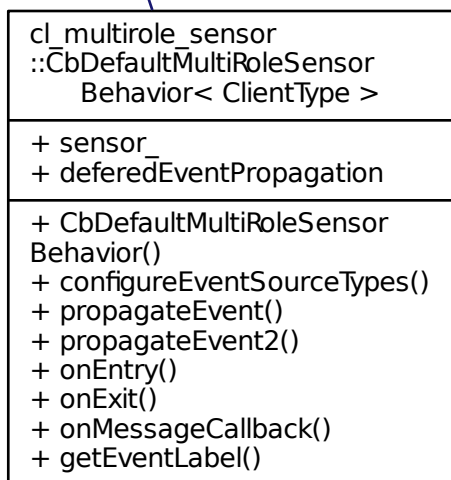 cl_multirole_sensor
::CbDefaultMultiRoleSensor
Behavior< ClientType >
+ sensor_
+ deferedEventPropagation
+ CbDefaultMultiRoleSensor
Behavior()
+ configureEventSourceTypes()
+ propagateEvent()
+ propagateEvent2()
+ onEntry()
+ onExit()
+ onMessageCallback()
+ getEventLabel()